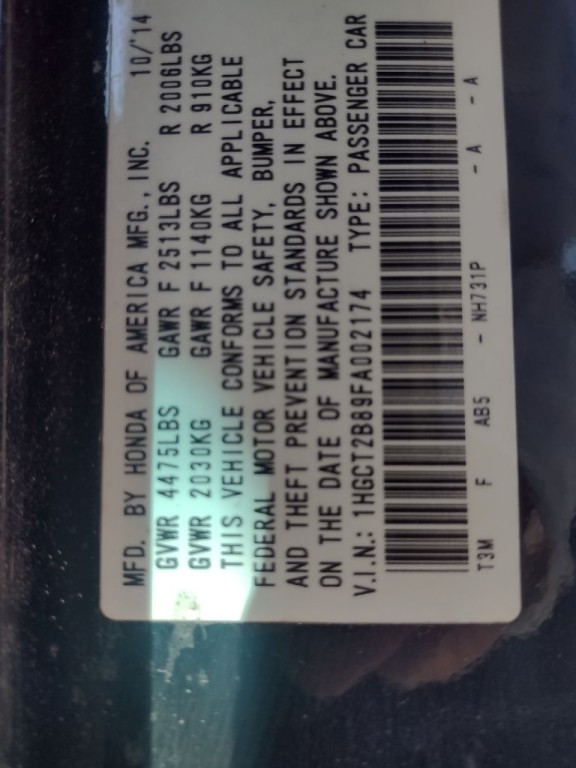 MFD. BY HONDA OF AMERICA MFG., INC. 10/'14
GVWR 4475LBS GAWR F 2513LBS R 2006LBS
GVWR 2030KG GAWR F 1140KG R 910KG
THIS VEHICLE CONFORMS TO ALL APPLICABLE
FEDERAL MOTOR VEHICLE SAFETY, BUMPER,
AND THEFT PREVENTION STANDARDS IN EFFECT
ON THE DATE OF MANUFACTURE SHOWN ABOVE.
V.I.N.: 1HGCT2B89FA002174 TYPE: PASSENGER CAR
T3M F AB5 - NH731P - A - A